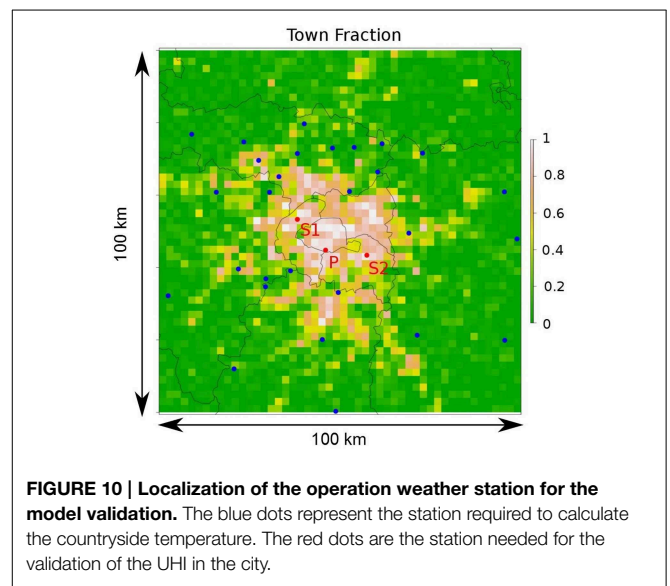 Town Fraction
100 km
1
0.8
0.6
0.4
0.2
0
S1
P
S2
100 km
FIGURE 10 | Localization of the operation weather station for the
model validation. The blue dots represent the station required to calculate
the countryside temperature. The red dots are the station needed for the
validation of the UHI in the city.